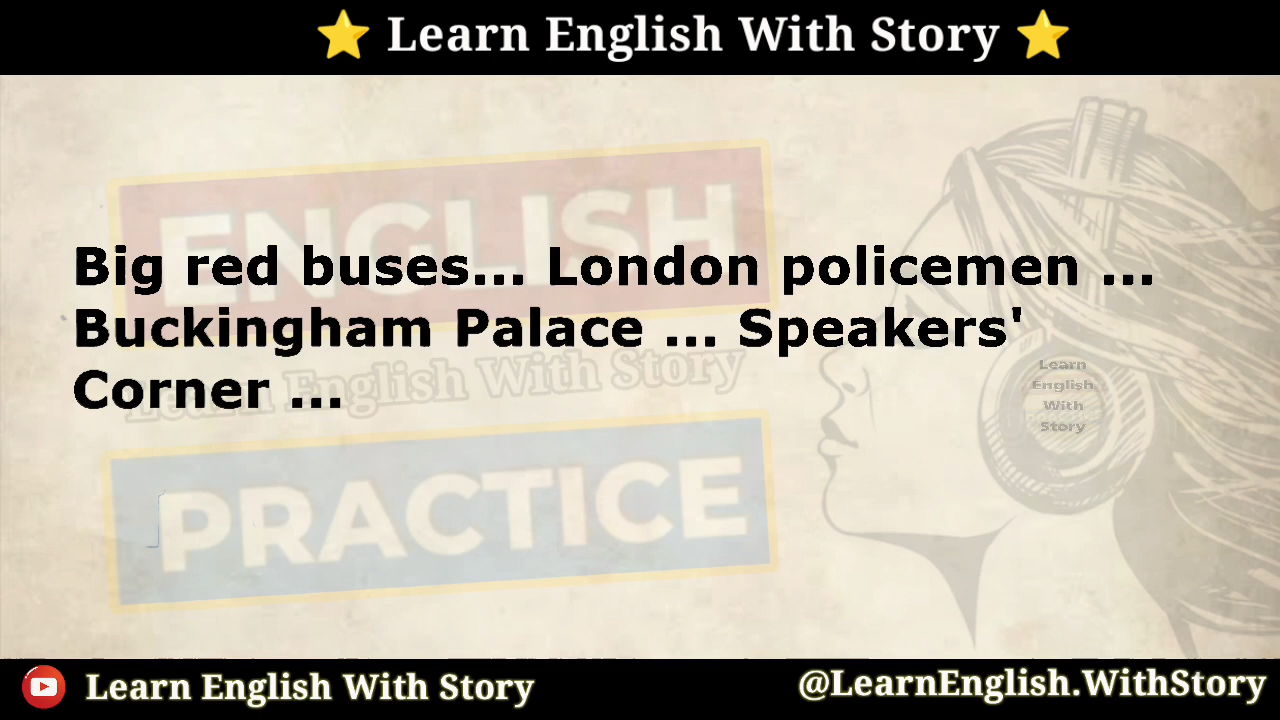 ⭐ Learn English With Story ⭐
ENGLISH
Big red buses... London policemen ...
Buckingham Palace ... Speakers'
Corner ...
Learn English With Story
Learn
English
With
Story
PRACTICE
Learn English With Story
@LearnEnglish.WithStory